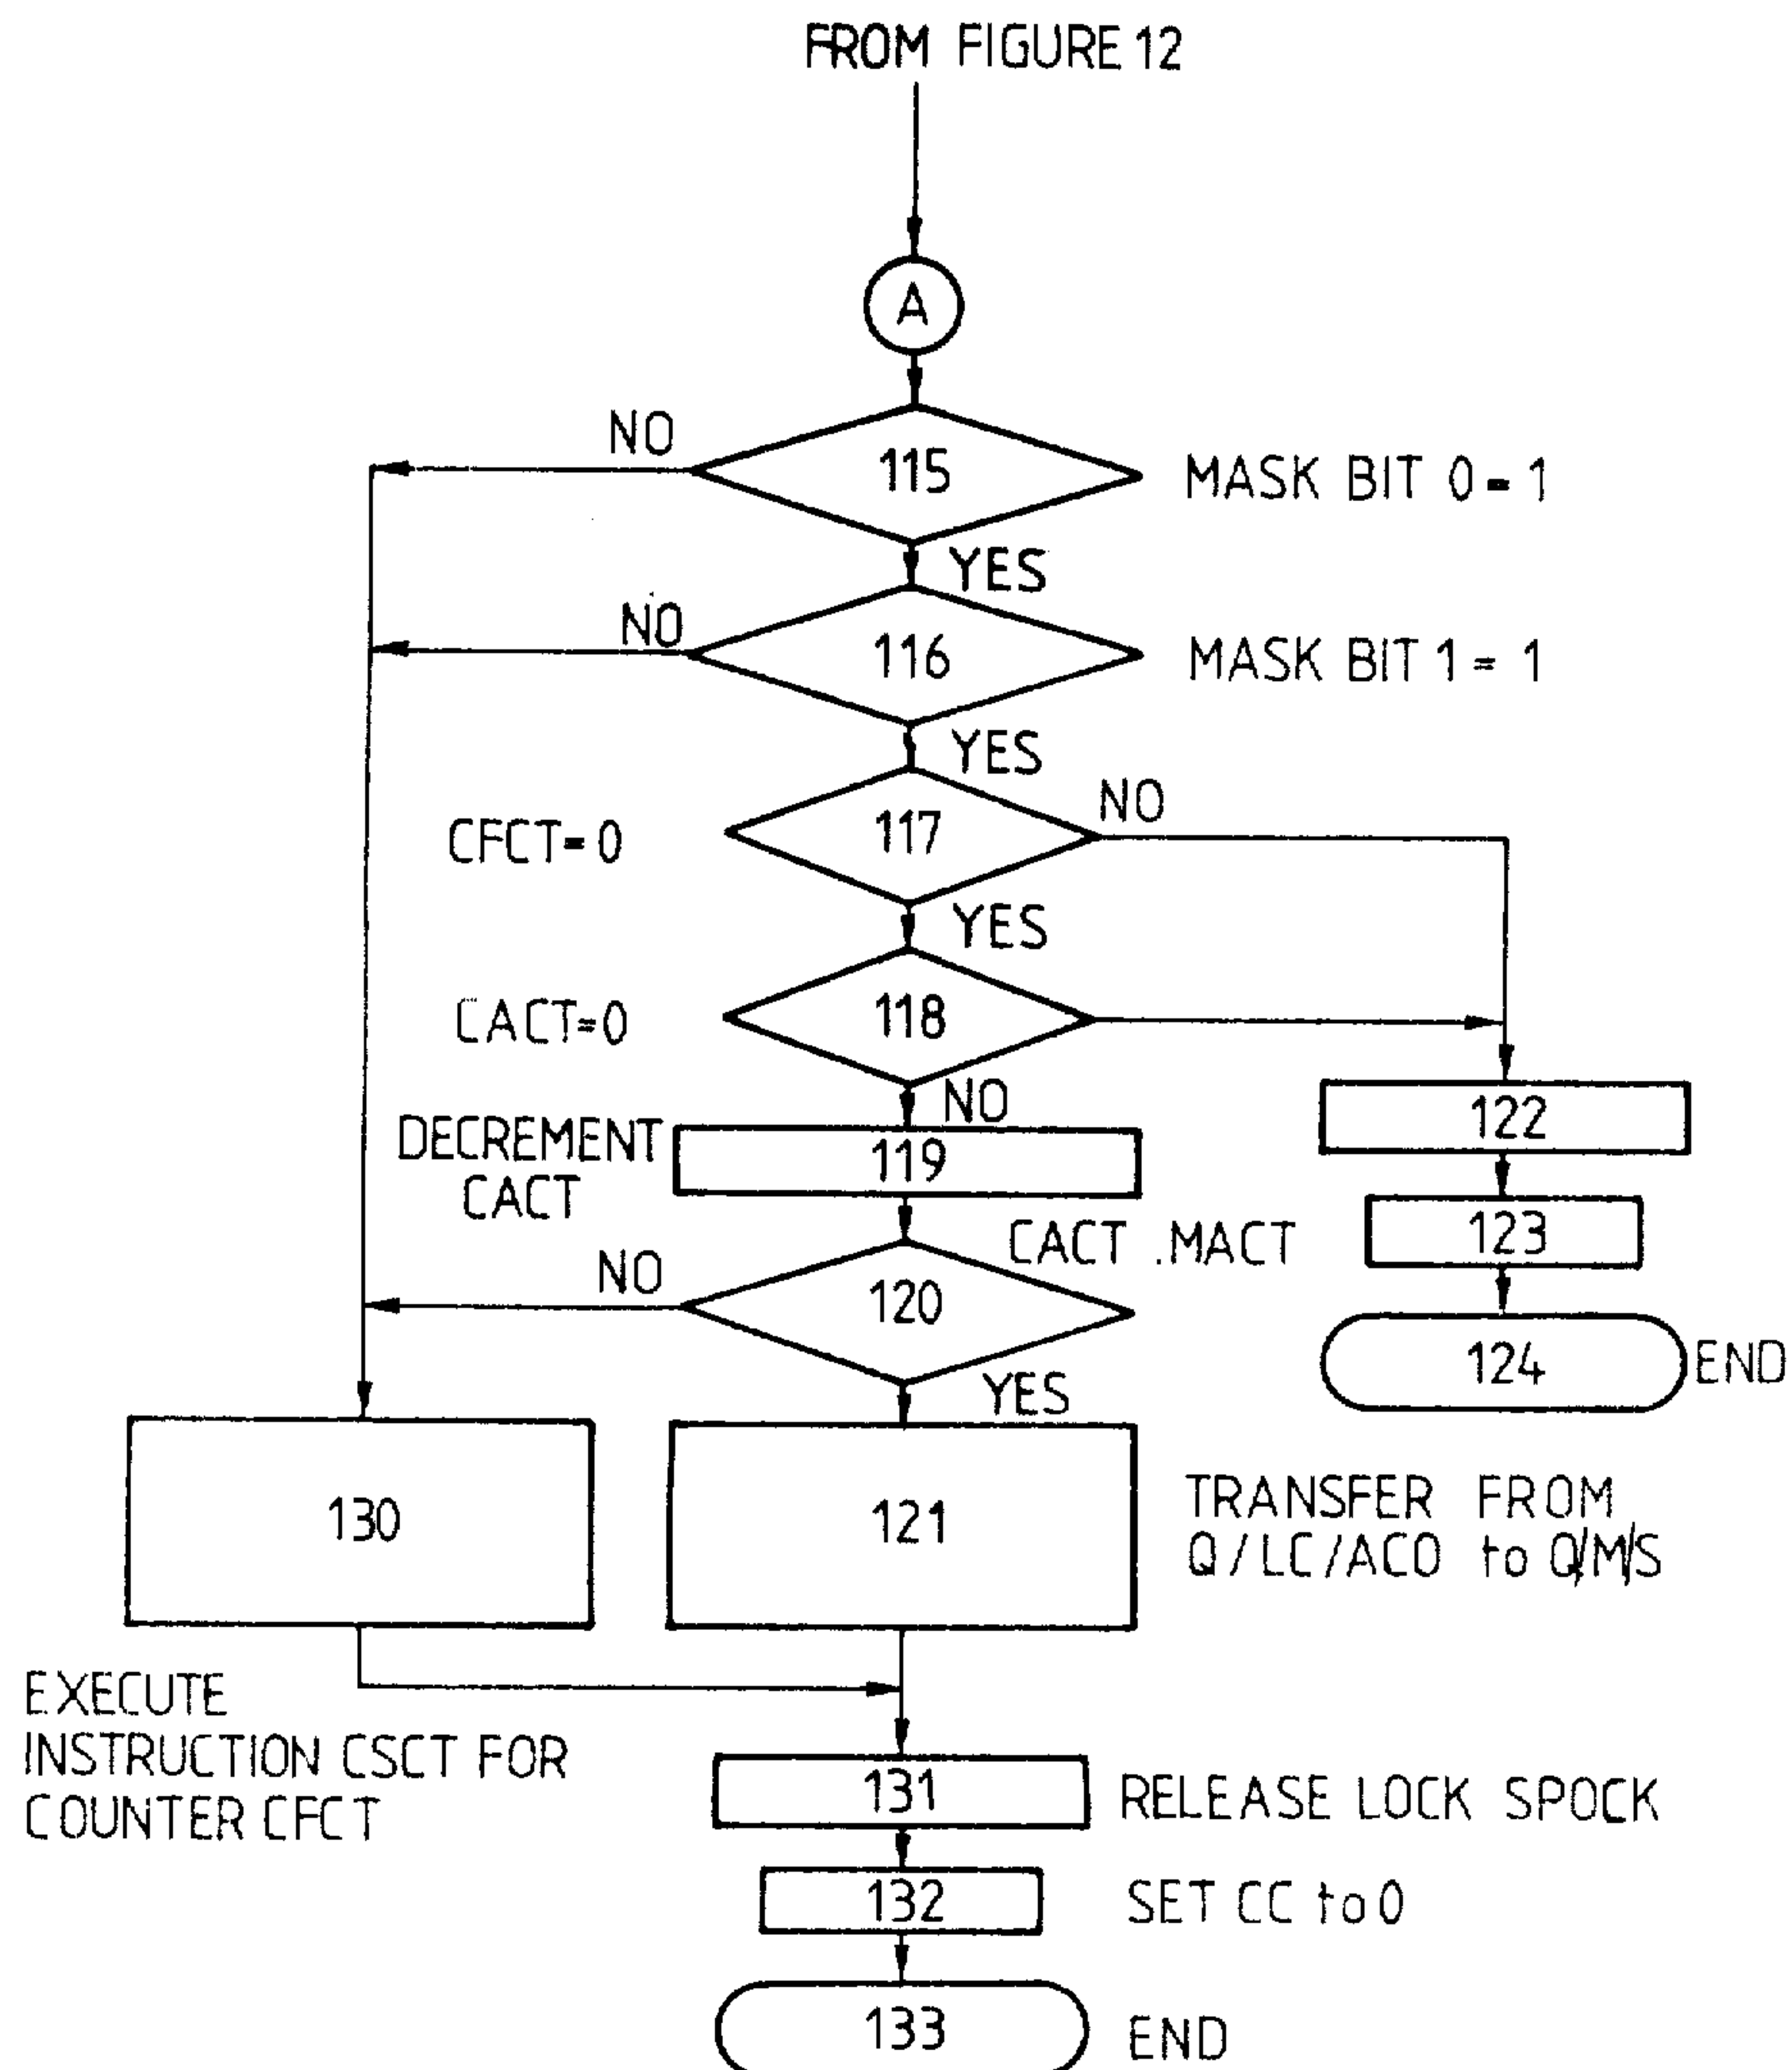 FROM FIGURE 12
A
NO
115
MASK BIT 0 = 1
YES
NO
116
MASK BIT 1 = 1
YES
CFCT=0
117
NO
YES
CACT=0
118
NO
DECREMENT
CACT
119
122
CACT .MACT
123
NO
120
124
END
YES
130
121
TRANSFER FROM
Q/LC/ACO to Q/M/S
EXECUTE
INSTRUCTION CSCT FOR
COUNTER CFCT
131
RELEASE LOCK SPOCK
132
SET CC to 0
133
END